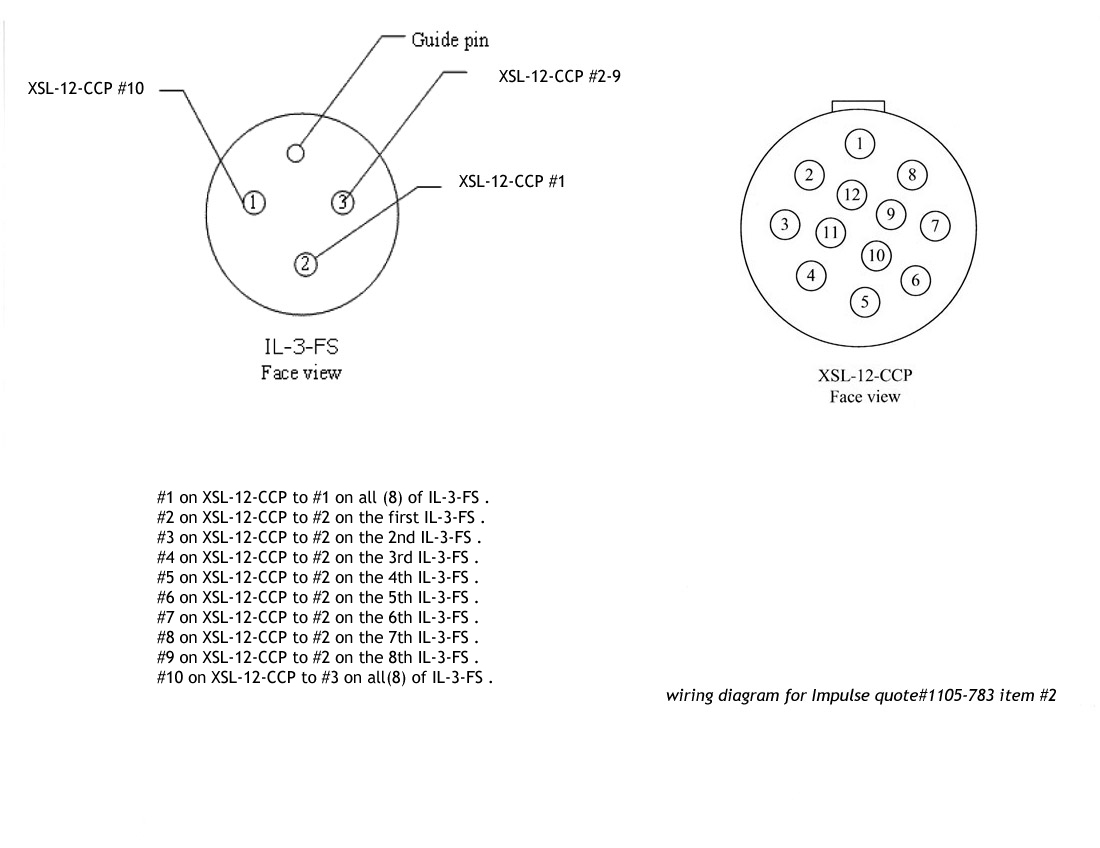 Guide pin
XSL-12-CCP #10
XSL-12-CCP #2-9
XSL-12-CCP #1
1
3
2
IL-3-FS
Face view
1
2
8
12
9
3
11
7
10
4
6
5
XSL-12-CCP
Face view
#1 on XSL-12-CCP to #1 on all (8) of IL-3-FS .
#2 on XSL-12-CCP to #2 on the first IL-3-FS .
#3 on XSL-12-CCP to #2 on the 2nd IL-3-FS .
#4 on XSL-12-CCP to #2 on the 3rd IL-3-FS .
#5 on XSL-12-CCP to #2 on the 4th IL-3-FS .
#6 on XSL-12-CCP to #2 on the 5th IL-3-FS .
#7 on XSL-12-CCP to #2 on the 6th IL-3-FS .
#8 on XSL-12-CCP to #2 on the 7th IL-3-FS .
#9 on XSL-12-CCP to #2 on the 8th IL-3-FS .
#10 on XSL-12-CCP to #3 on all(8) of IL-3-FS .
wiring diagram for Impulse quote#1105-783 item #2